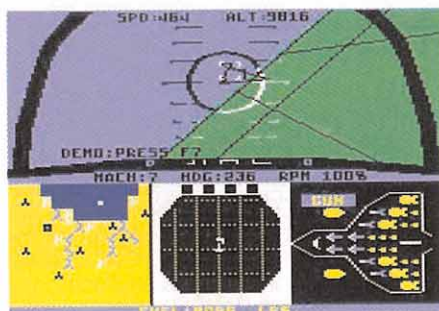 SPD:464 ALT:9816
DEMO:PRESS F7
MACH:7 HDG:236 RPM 100%
GUN